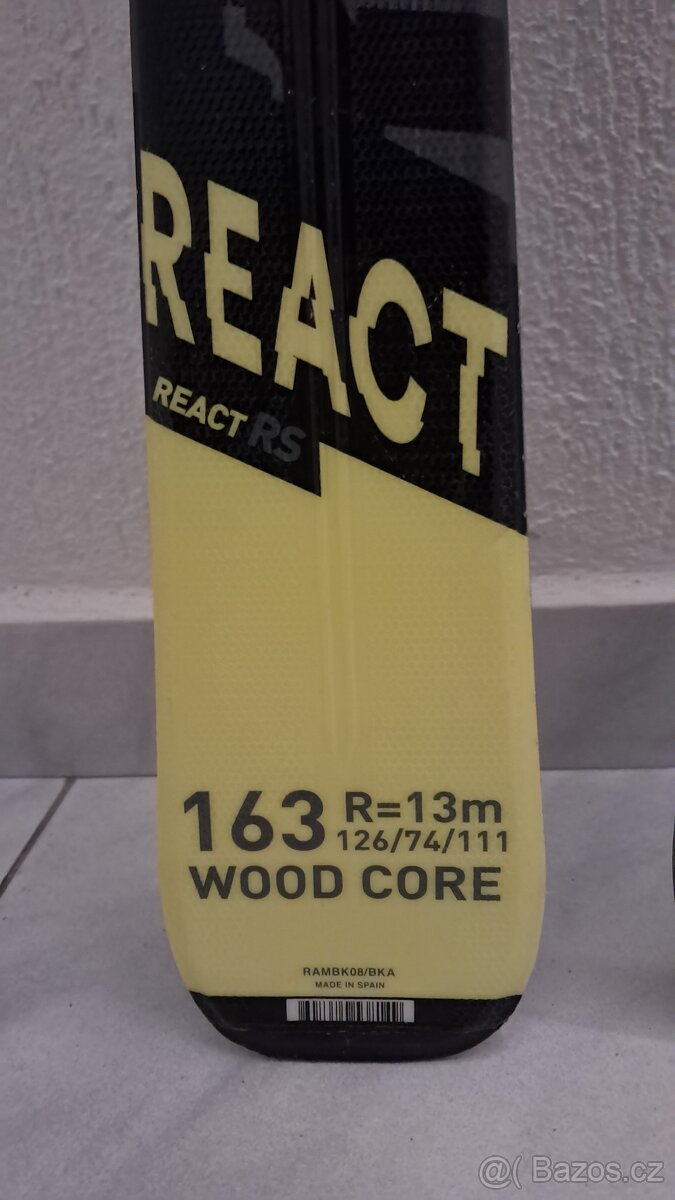 REACT
REACT RS
163 R=13m
126/74/111
WOOD CORE
RAMBK08/BKA
MADE IN SPAIN
@( Bazos.cz